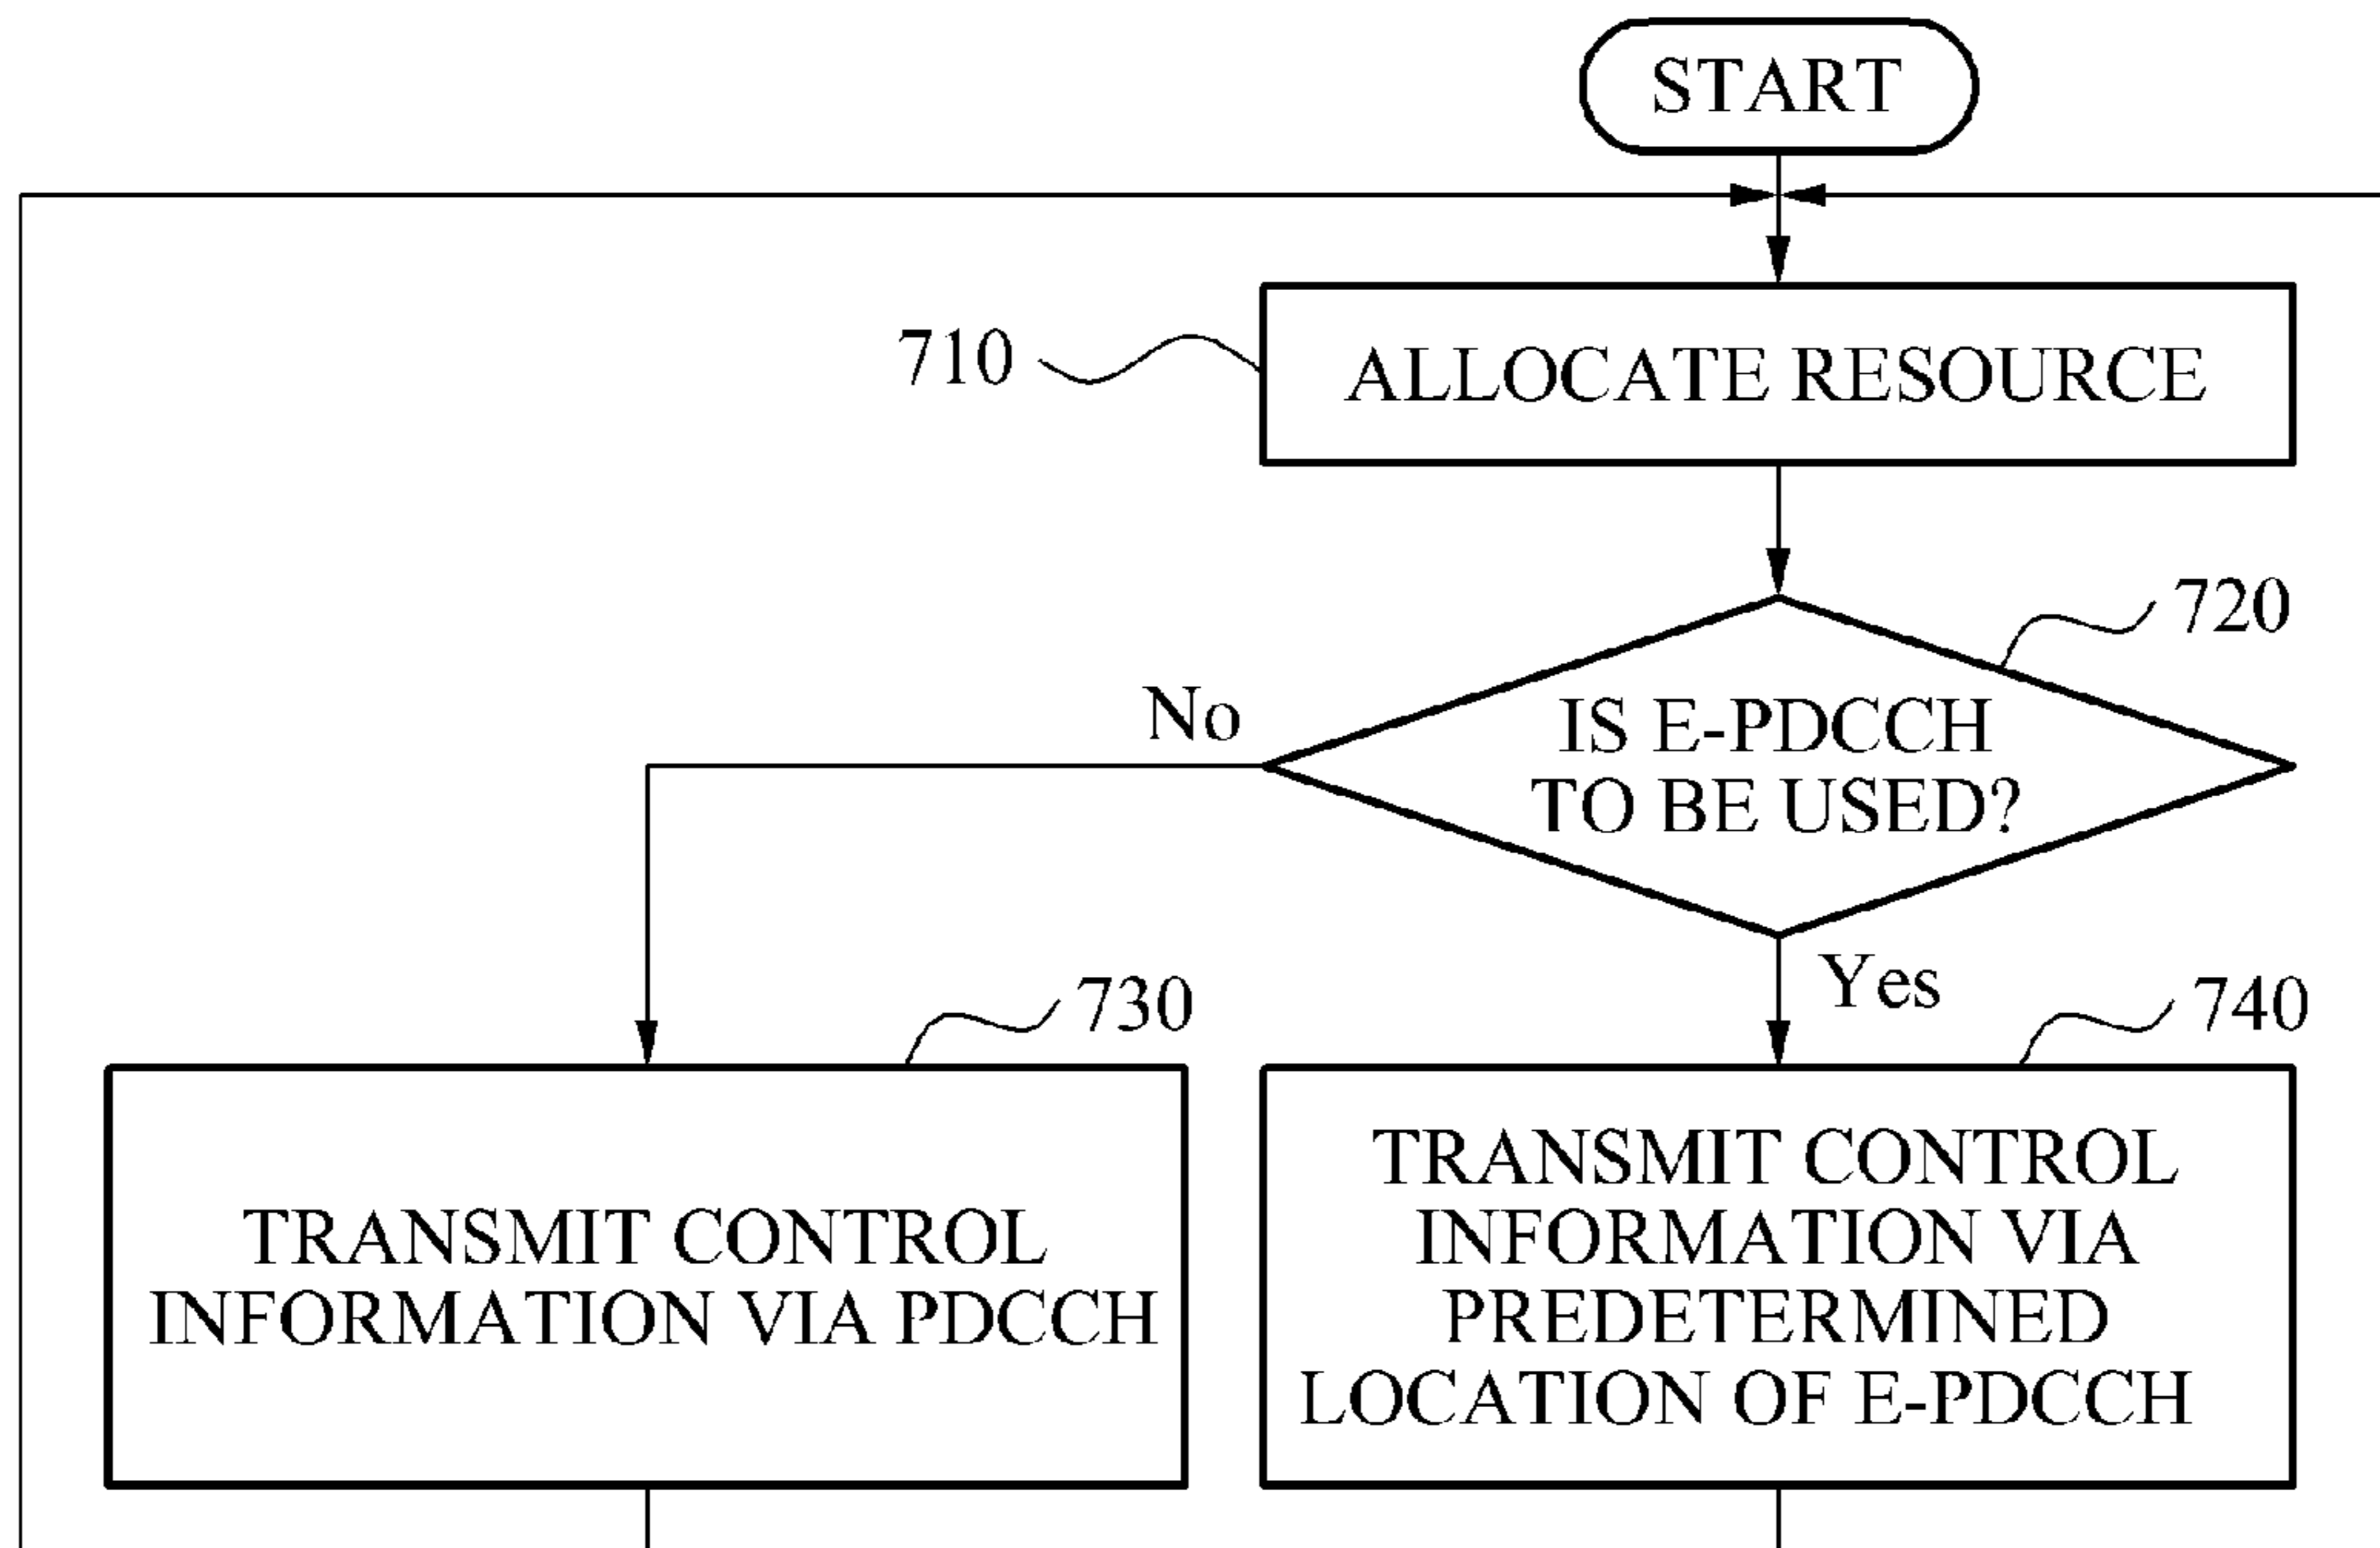 START
710
ALLOCATE RESOURCE
720
No
IS E-PDCCH
TO BE USED?
Yes
730
740
TRANSMIT CONTROL
INFORMATION VIA PDCCH
TRANSMIT CONTROL
INFORMATION VIA
PREDETERMINED
LOCATION OF E-PDCCH